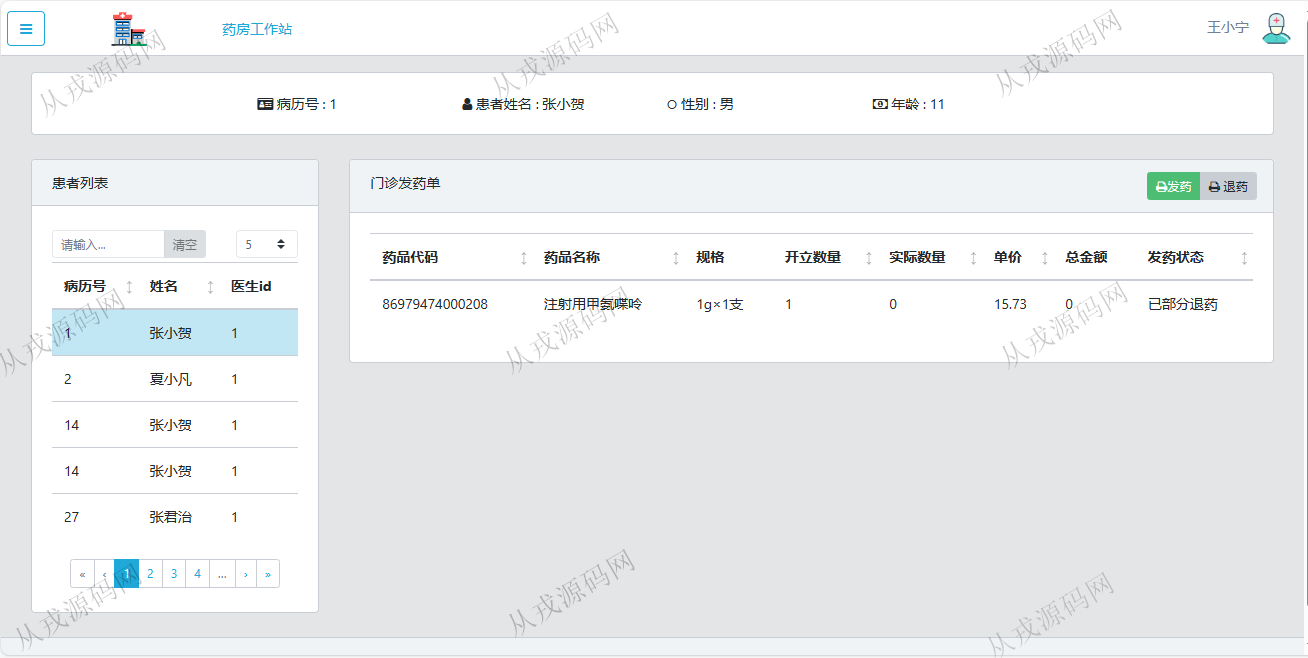 药房工作站
王小宁
病历号 : 1 患者姓名 : 张小贺 性别 : 男 年龄 : 11
患者列表
请输入... 清空 5
病历号 姓名 医生id
1 张小贺 1
2 夏小凡 1
14 张小贺 1
14 张小贺 1
27 张君治 1
« ‹ 1 2 3 4 ... › »
门诊发药单 发药 退药
药品代码 药品名称 规格 开立数量 实际数量 单价 总金额 发药状态
86979474000208 注射用甲氨喋呤 1g×1支 1 0 15.73 0 已部分退药
从戎源码网
从戎源码网
从戎源码网
从戎源码网
从戎源码网
从戎源码网
从戎源码网
从戎源码网
从戎源码网